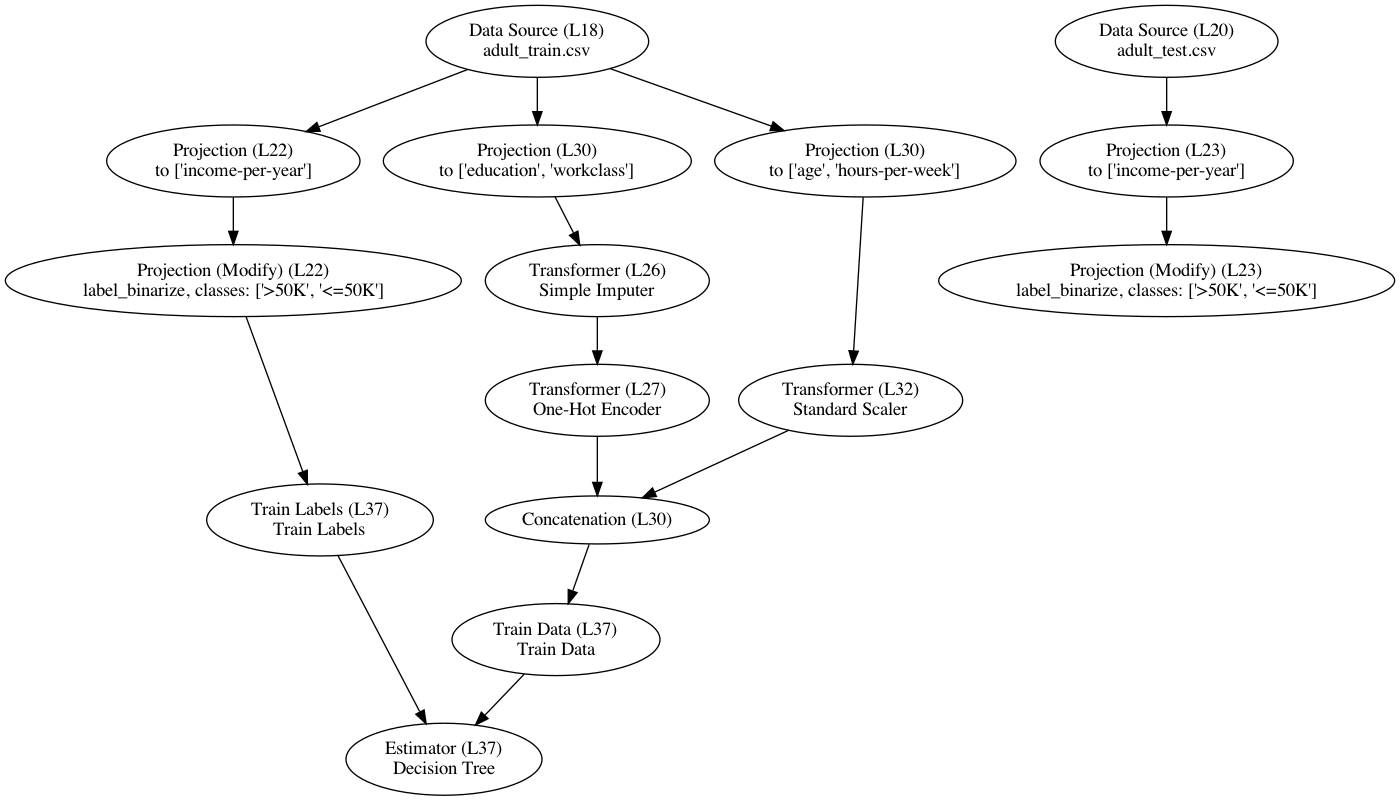 Data Source (L18)
adult_train.csv
Data Source (L20)
adult_test.csv
Projection (L22)
to ['income-per-year']
Projection (L30)
to ['education', 'workclass']
Projection (L30)
to ['age', 'hours-per-week']
Projection (L23)
to ['income-per-year']
Projection (Modify) (L22)
label_binarize, classes: ['>50K', '<=50K']
Transformer (L26)
Simple Imputer
Projection (Modify) (L23)
label_binarize, classes: ['>50K', '<=50K']
Transformer (L27)
One-Hot Encoder
Transformer (L32)
Standard Scaler
Train Labels (L37)
Train Labels
Concatenation (L30)
Train Data (L37)
Train Data
Estimator (L37)
Decision Tree